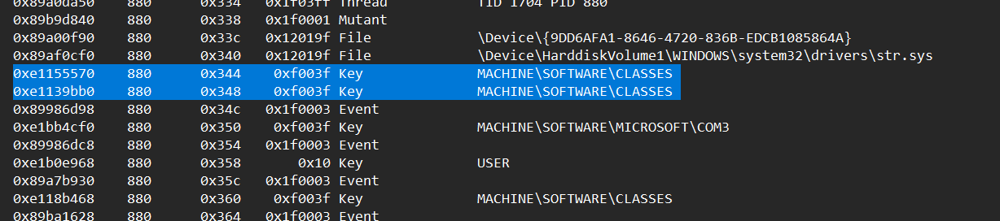 0x89a0da50 880 0x334 0x1f03ff Thread TID 1704 PID 880
0x89b9d840 880 0x338 0x1f0001 Mutant
0x89a00f90 880 0x33c 0x12019f File \Device\{9DD6AFA1-8646-4720-836B-EDCB1085864A}
0x89af0cf0 880 0x340 0x12019f File \Device\HarddiskVolume1\WINDOWS\system32\drivers\str.sys
0xe1155570 880 0x344 0xf003f Key MACHINE\SOFTWARE\CLASSES
0xe1139bb0 880 0x348 0xf003f Key MACHINE\SOFTWARE\CLASSES
0x89986d98 880 0x34c 0x1f0003 Event
0xe1bb4cf0 880 0x350 0xf003f Key MACHINE\SOFTWARE\MICROSOFT\COM3
0x89986dc8 880 0x354 0x1f0003 Event
0xe1b0e968 880 0x358 0x10 Key USER
0x89a7b930 880 0x35c 0x1f0003 Event
0xe118b468 880 0x360 0xf003f Key MACHINE\SOFTWARE\CLASSES
0x89ba1628 880 0x364 0x1f0003 Event